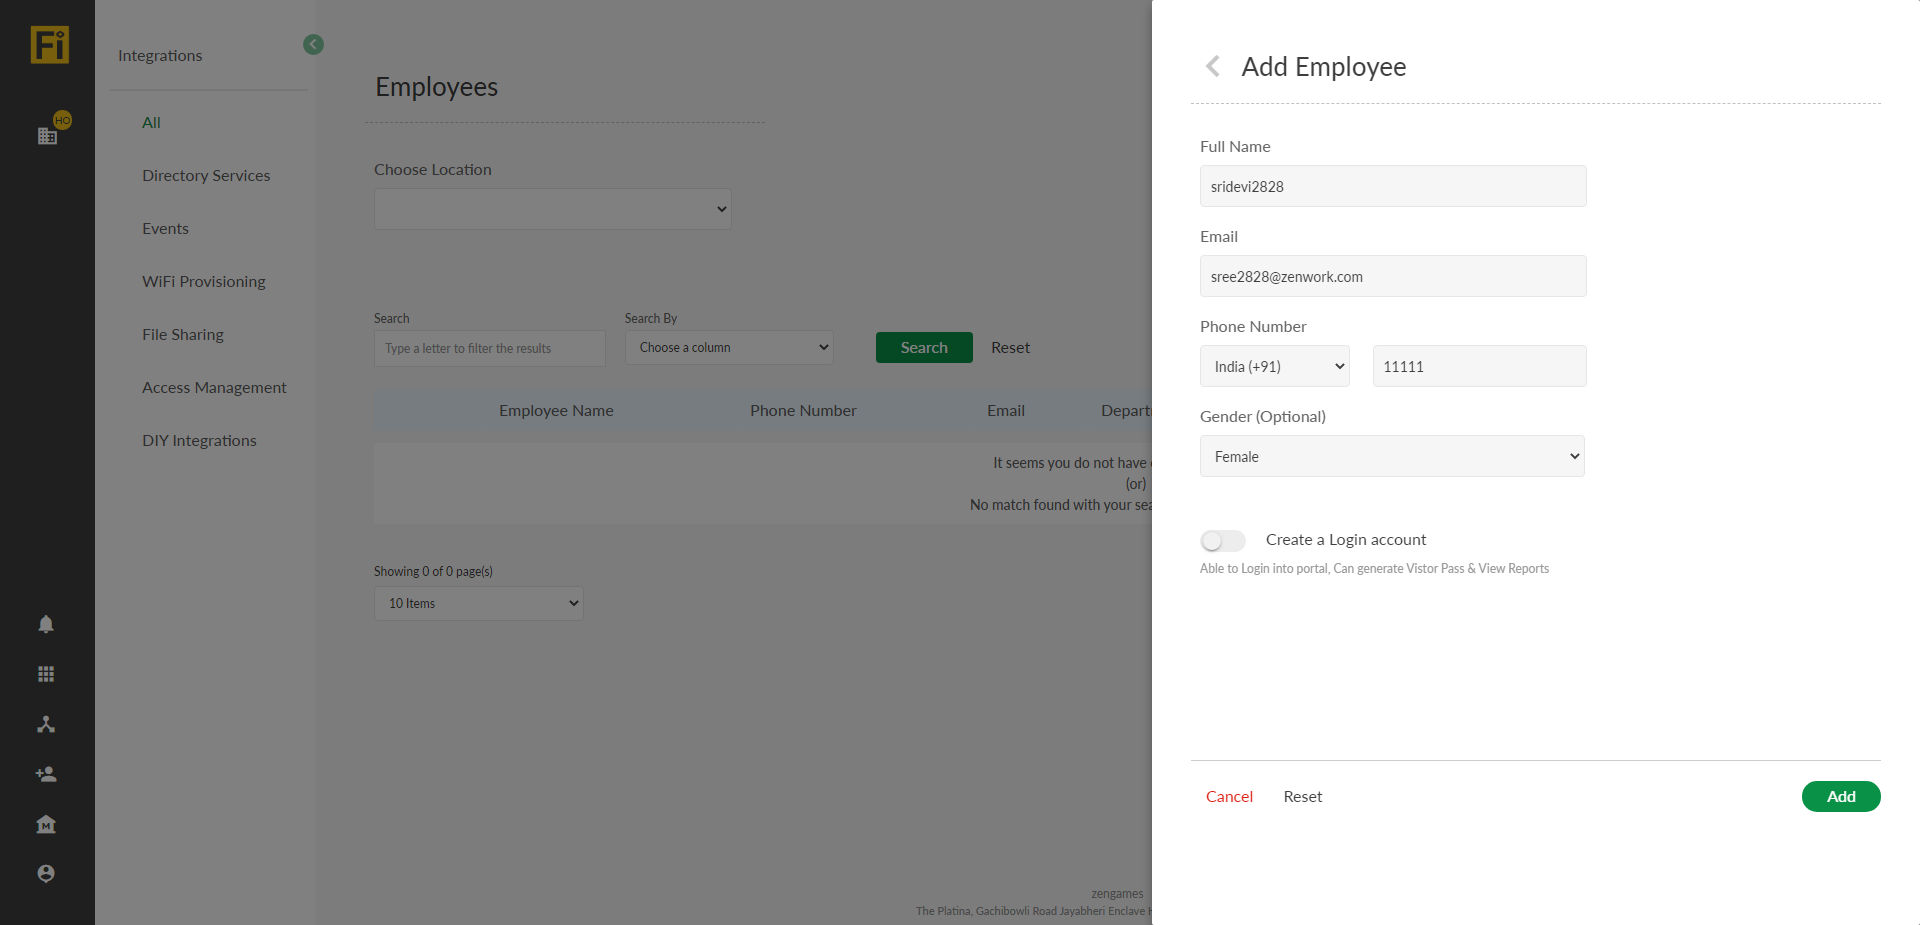 Fi
HO
Integrations
All
Directory Services
Events
WiFi Provisioning
File Sharing
Access Management
DIY Integrations
Employees
Choose Location
Search
Type a letter to filter the results
Search By
Choose a column
Search
Reset
Employee Name
Phone Number
Email
It seems you do not have
(or)
No match found with your
Showing 0 of 0 page(s)
10 Items
zengames
The Platina, Gachibowli Road Jayabheri Enclave
Add Employee
Full Name
sridevi2828
Email
sree2828@zenwork.com
Phone Number
India (+91)
11111
Gender (Optional)
Female
Create a Login account
Able to Login into portal, Can generate Vistor Pass & View Reports
Cancel
Reset
Add